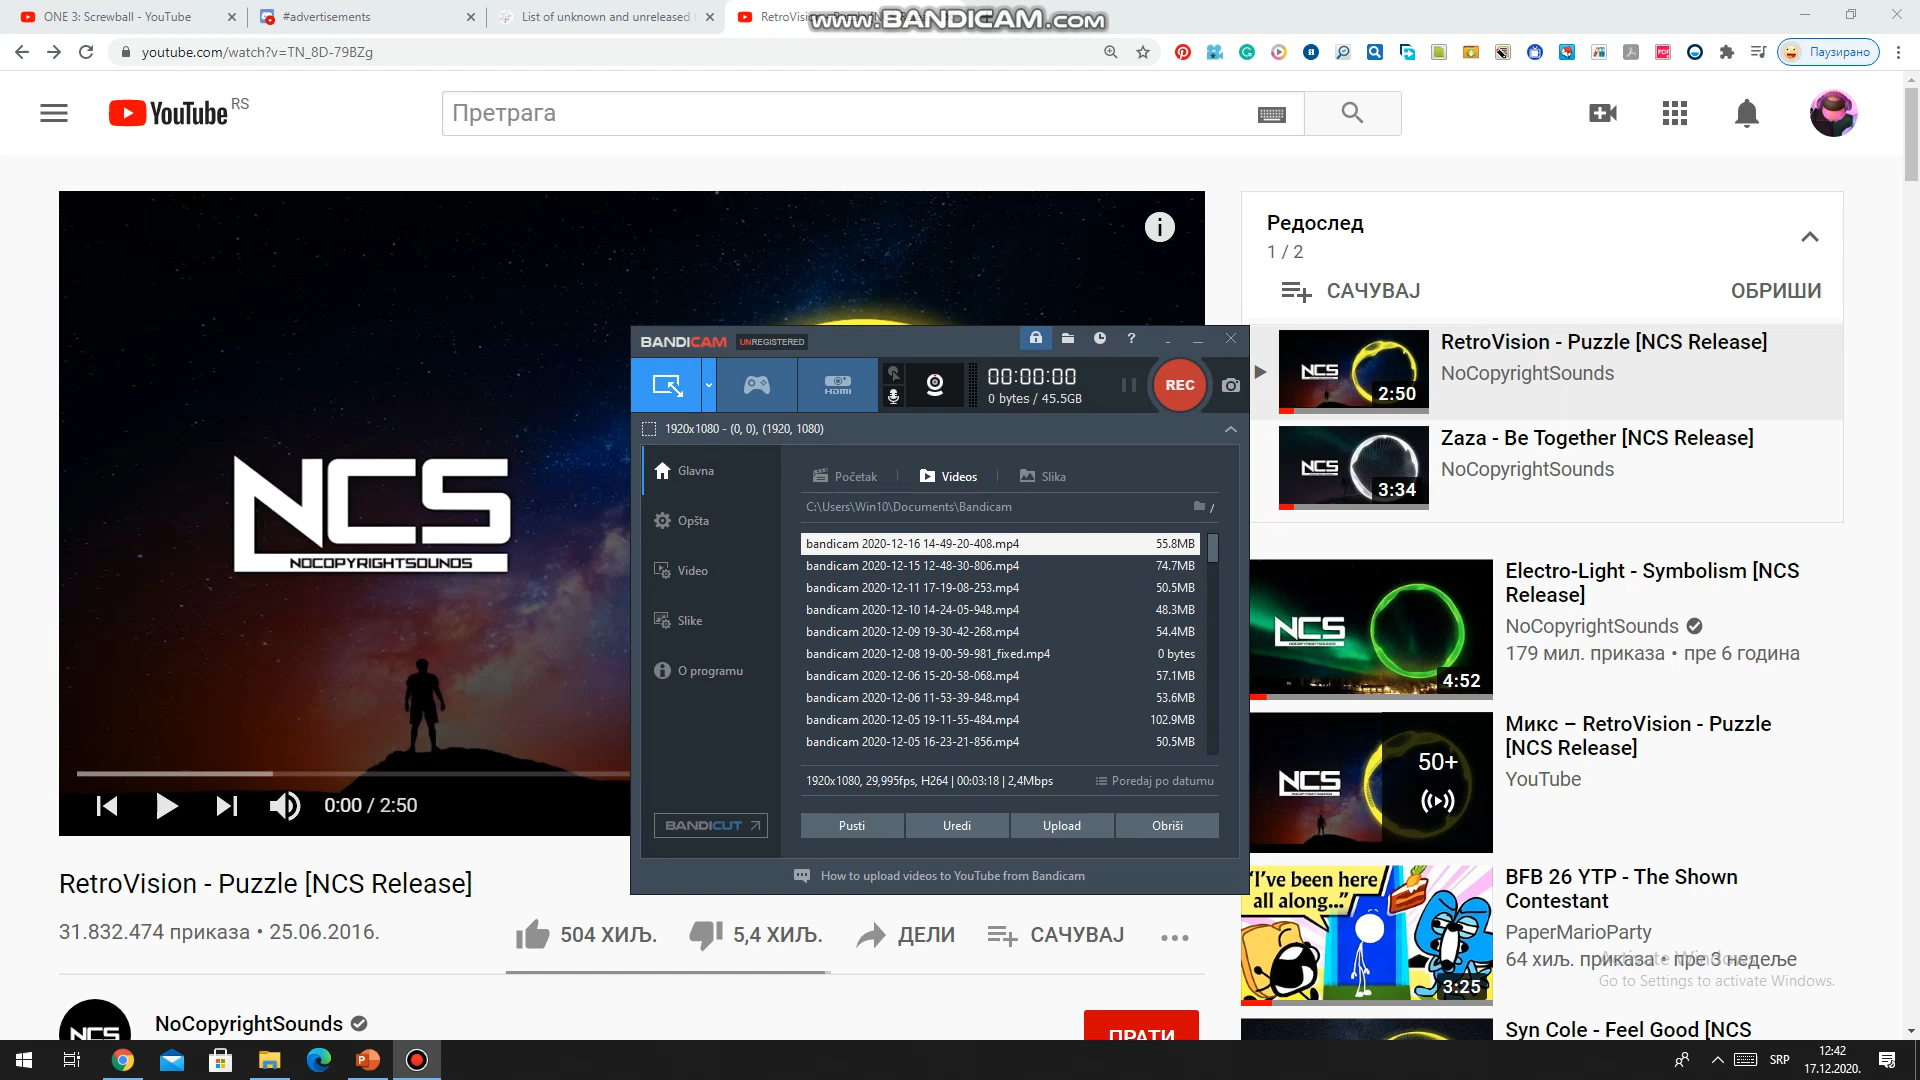 ONE 3: Screwball - YouTube
#advertisements
List of unknown and unreleased
www.BANDICAM.com
youtube.com/watch?v=TN_8D-79BZg
Паузирано
YouTube RS
Претрага
NCS
NOCOPYRIGHTSOUNDS
0:00 / 2:50
Редослед
1 / 2
САЧУВАЈ
ОБРИШИ
NCS
2:50
RetroVision - Puzzle [NCS Release]
NoCopyrightSounds
NCS
3:34
Zaza - Be Together [NCS Release]
NoCopyrightSounds
BANDICAM UNREGISTERED
HDMI
00:00:00
0 bytes / 45.5GB
REC
1920x1080 - (0, 0), (1920, 1080)
Glavna
Opšta
Video
Slike
O programu
BANDICUT
Početak
Videos
Slika
C:\Users\Win10\Documents\Bandicam
/
bandicam 2020-12-16 14-49-20-408.mp4 55.8MB
bandicam 2020-12-15 12-48-30-806.mp4 74.7MB
bandicam 2020-12-11 17-19-08-253.mp4 50.5MB
bandicam 2020-12-10 14-24-05-948.mp4 48.3MB
bandicam 2020-12-09 19-30-42-268.mp4 54.4MB
bandicam 2020-12-08 19-00-59-981_fixed.mp4 0 bytes
bandicam 2020-12-06 15-20-58-068.mp4 57.1MB
bandicam 2020-12-06 11-53-39-848.mp4 53.6MB
bandicam 2020-12-05 19-11-55-484.mp4 102.9MB
bandicam 2020-12-05 16-23-21-856.mp4 50.5MB
1920x1080, 29,995fps, H264 | 00:03:18 | 2,4Mbps
Poredaj po datumu
Pusti
Uredi
Upload
Obriši
How to upload videos to YouTube from Bandicam
NCS
4:52
Electro-Light - Symbolism [NCS
Release]
NoCopyrightSounds
179 мил. приказа • пре 6 година
NCS
50+
Микс – RetroVision - Puzzle
[NCS Release]
YouTube
"I've been here
all along..."
3:25
BFB 26 YTP - The Shown
Contestant
PaperMarioParty
64 хиљ. приказа • пре 3 недеље
Activate Windows
Go to Settings to activate Windows.
Syn Cole - Feel Good [NCS
RetroVision - Puzzle [NCS Release]
31.832.474 приказа • 25.06.2016.
504 ХИЉ.
5,4 ХИЉ.
ДЕЛИ
САЧУВАЈ
NCS
NoCopyrightSounds
ПРАТИ
SRP
12:42
17.12.2020.